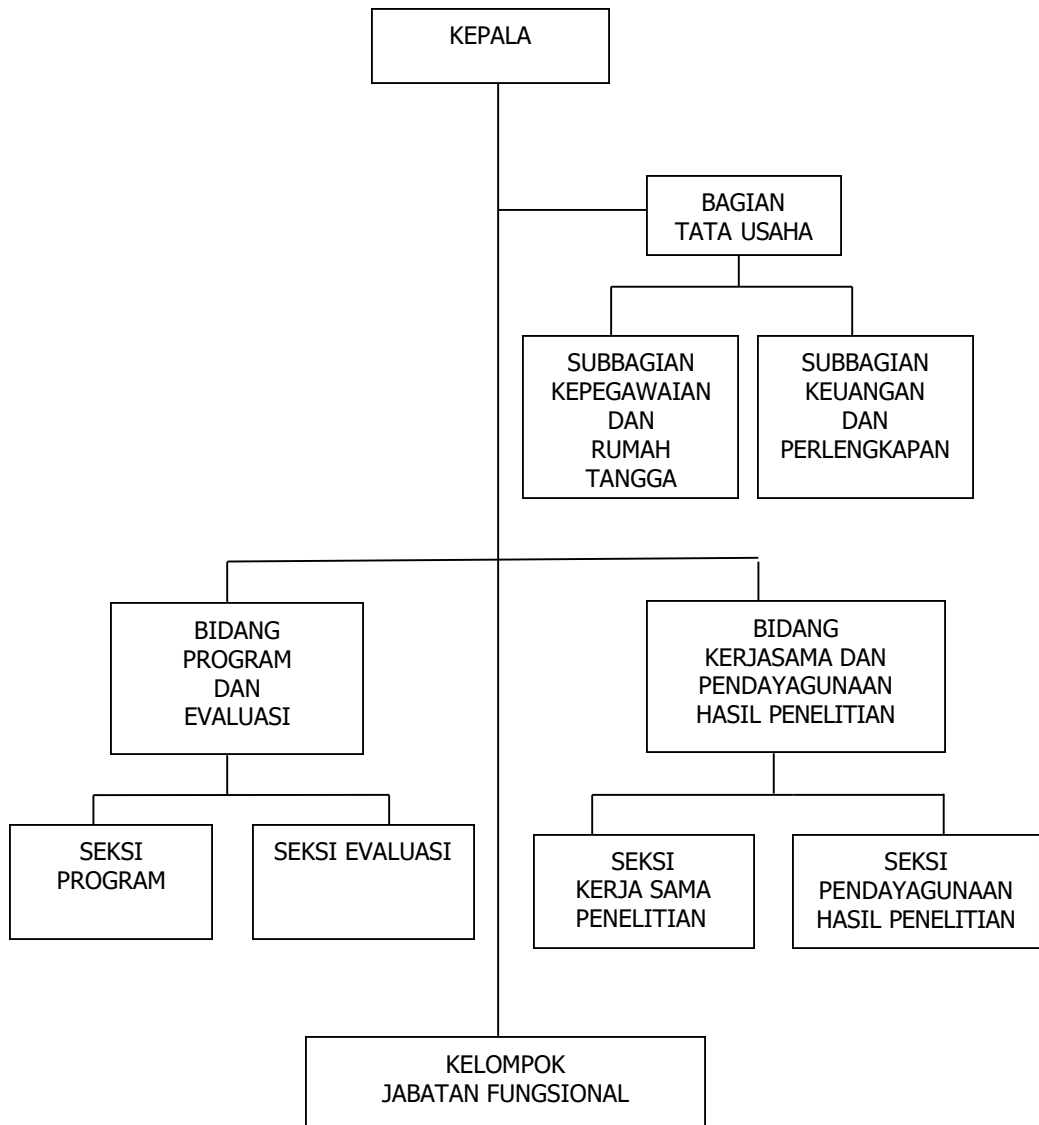 KEPALA
BAGIAN
TATA USAHA
SUBBAGIAN
KEPEGAWAIAN
DAN
RUMAH
TANGGA
SUBBAGIAN
KEUANGAN
DAN
PERLENGKAPAN
BIDANG
PROGRAM
DAN
EVALUASI
BIDANG
KERJASAMA DAN
PENDAYAGUNAAN
HASIL PENELITIAN
SEKSI
PROGRAM
SEKSI EVALUASI
SEKSI
KERJA SAMA
PENELITIAN
SEKSI
PENDAYAGUNAAN
HASIL PENELITIAN
KELOMPOK
JABATAN FUNGSIONAL